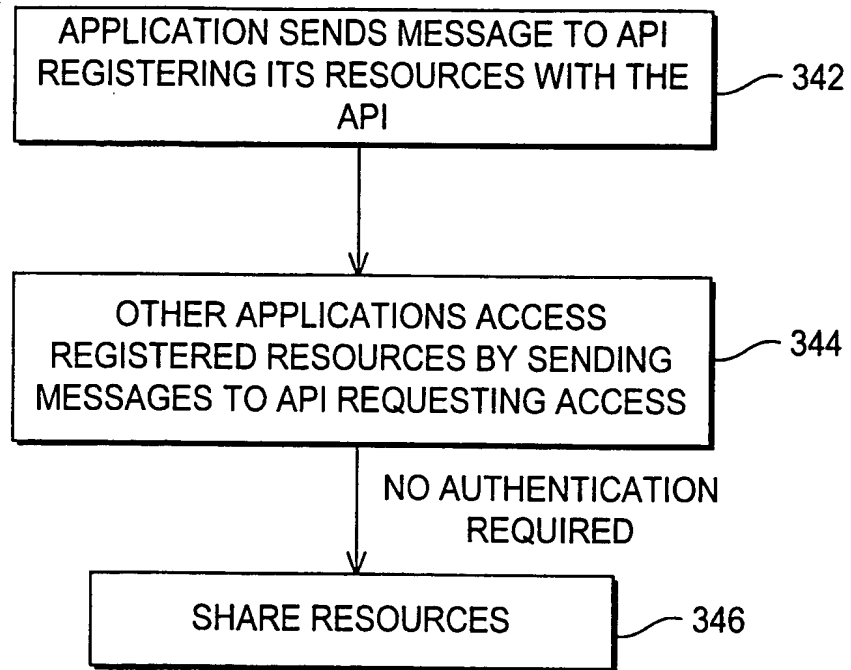 APPLICATION SENDS MESSAGE TO API
REGISTERING ITS RESOURCES WITH THE
API
342
OTHER APPLICATIONS ACCESS
REGISTERED RESOURCES BY SENDING
MESSAGES TO API REQUESTING ACCESS
344
NO AUTHENTICATION
REQUIRED
SHARE RESOURCES
346